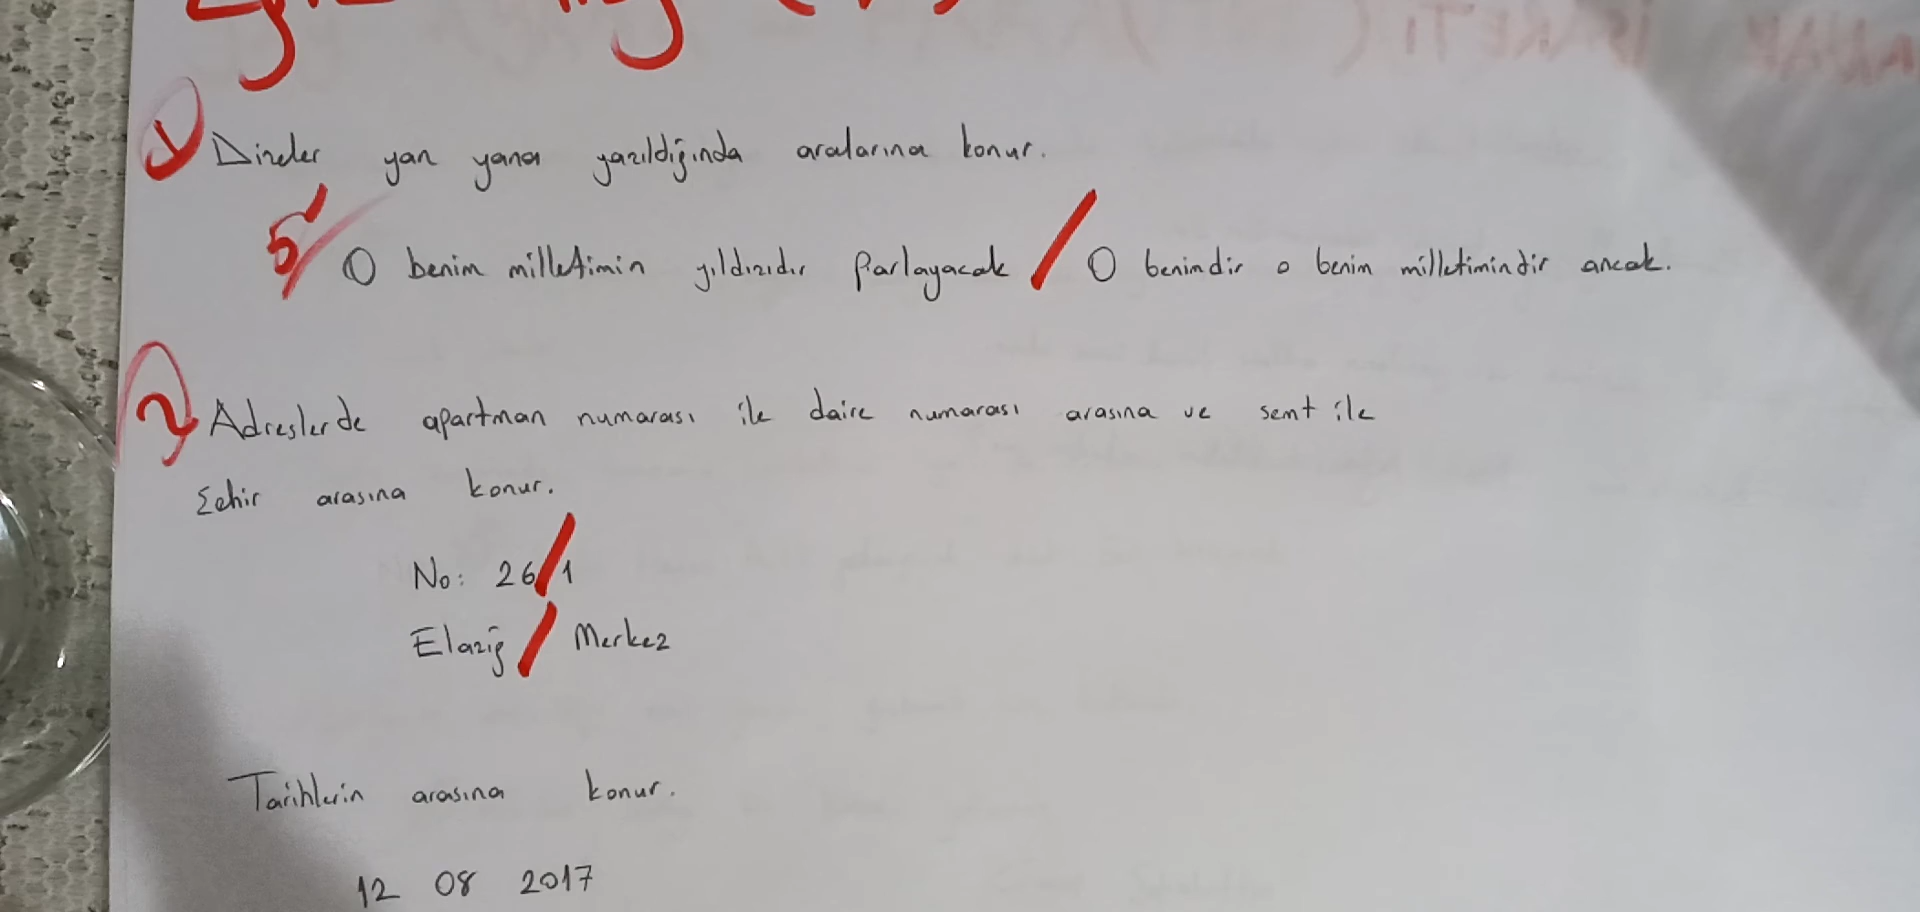 1 Dizeler yan yana yazıldığında aralarına konur.
ö/ O benim milletimin yıldızıdır parlayacak / O benimdir o benim milletimindir ancak.
2 Adreslerde apartman numarası ile daire numarası arasına ve semt ile
Şehir arasına konur.
No: 26/1
Elazığ / Merkez
Tarihlerin arasına konur.
12 08 2017